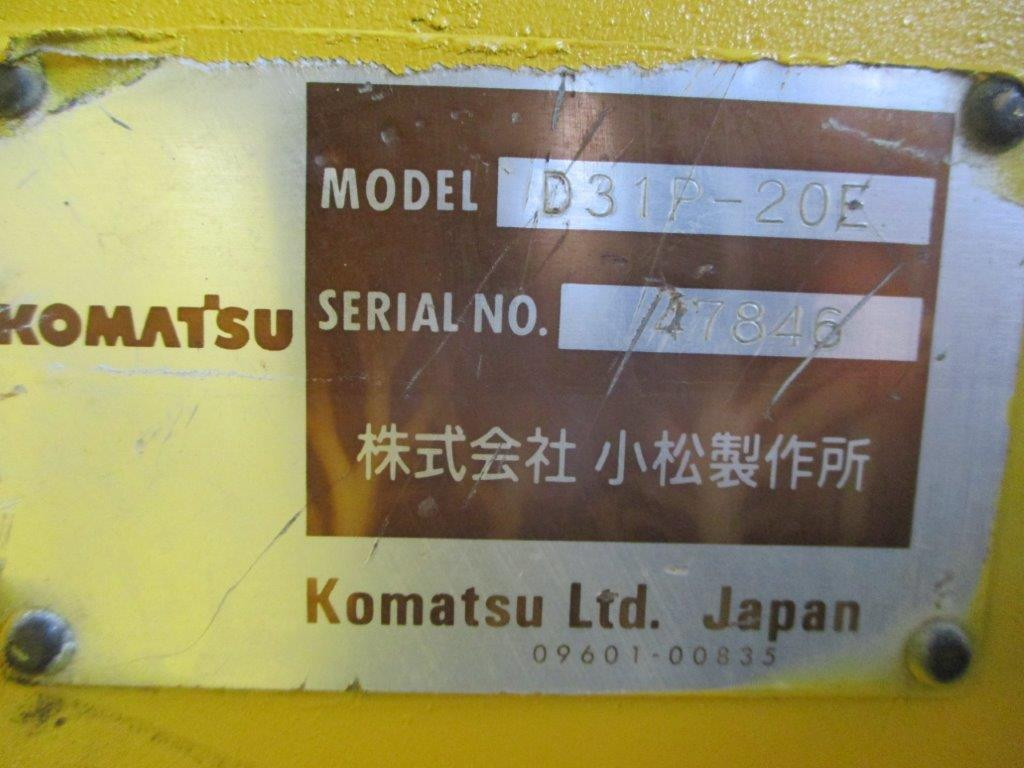 MODEL D31P-20E
KOMATSU
SERIAL NO. 47846
株式会社 小松製作所
Komatsu Ltd. Japan
09601-00835